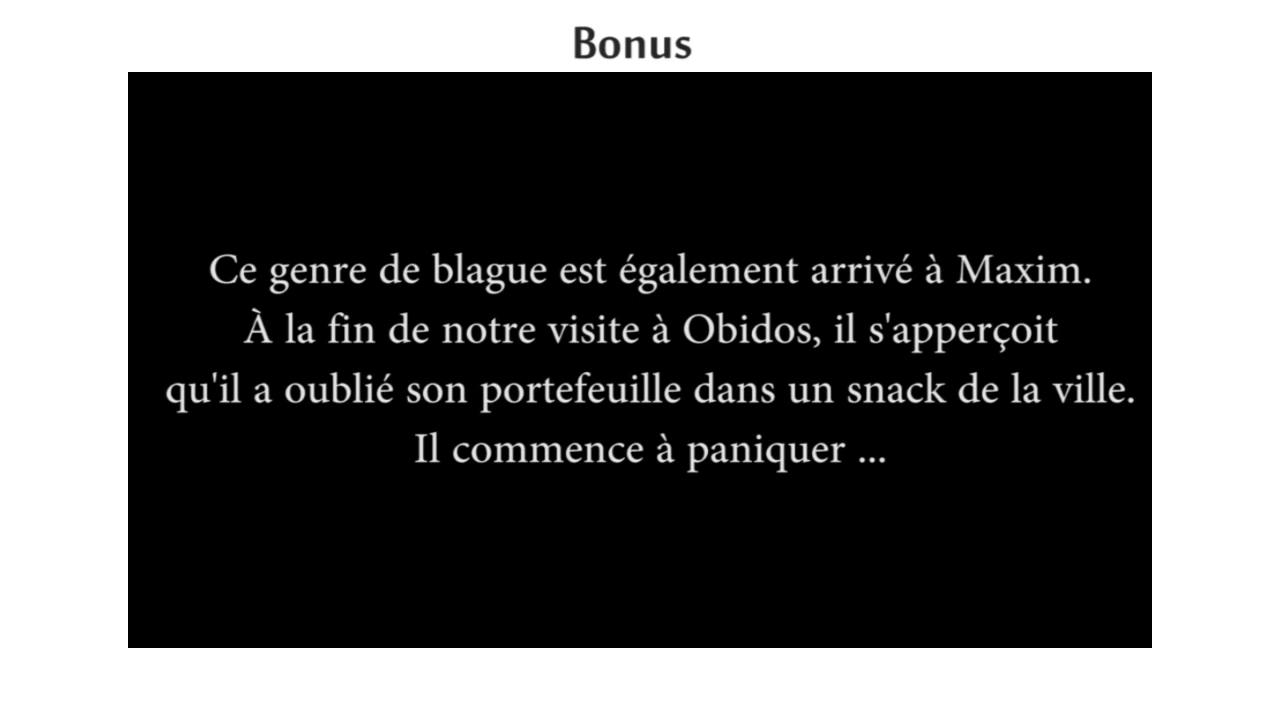 Bonus
Ce genre de blague est également arrivé à Maxim.
À la fin de notre visite à Obidos, il s'apperçoit
qu'il a oublié son portefeuille dans un snack de la ville.
Il commence à paniquer ...